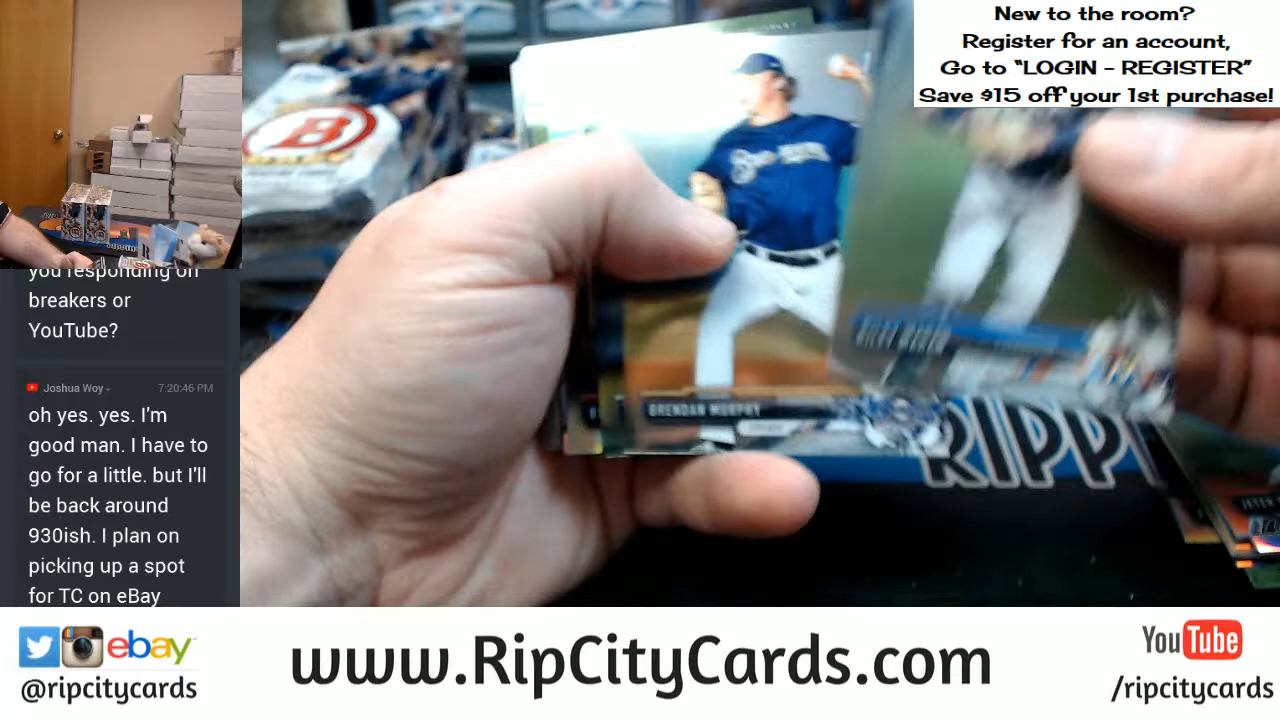 New to the room?
Register for an account,
Go to "LOGIN - REGISTER"
Save $15 off your 1st purchase!
B
you responding on
breakers or
YouTube?
Joshua Woy
7:20:46 PM
oh yes. yes. I'm
good man. I have to
go for a little. but I'll
be back around
930ish. I plan on
picking up a spot
for TC on eBay
BRENDAN MURPHY
RIPP
JETER
ebay
@ripcitycards
www.RipCityCards.com
YouTube
/ripcitycards